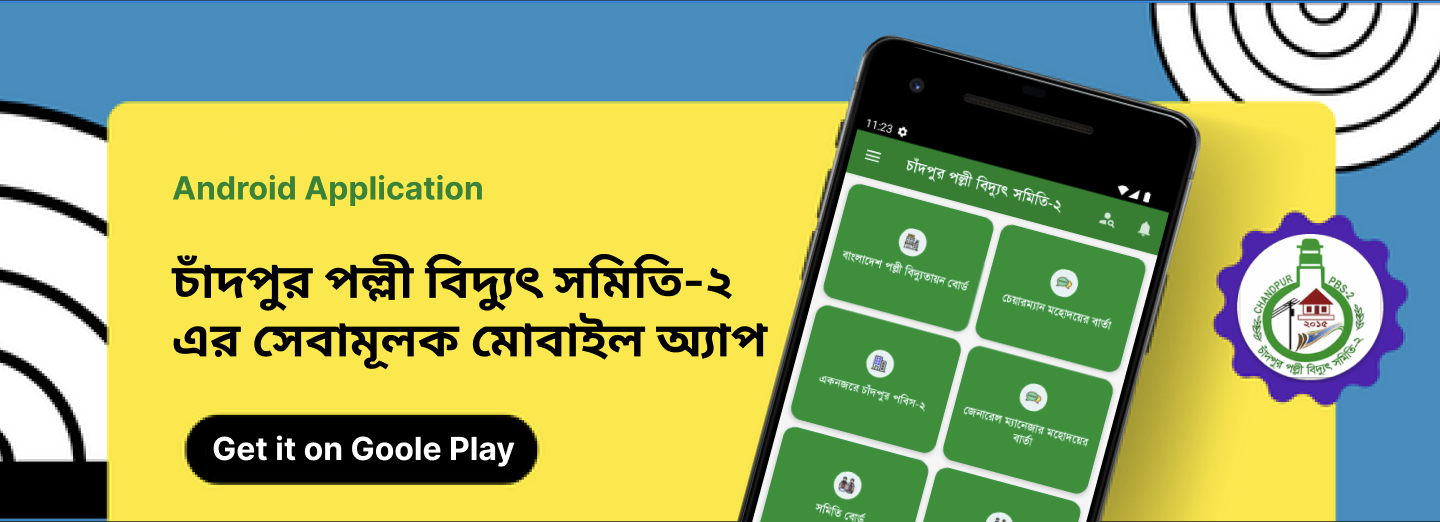 Android Application
চাঁদপুর পল্লী বিদ্যুৎ সমিতি-২
এর সেবামূলক মোবাইল অ্যাপ
Get it on Goole Play
11:23
চাঁদপুর পল্লী বিদ্যুৎ সমিতি-২
বাংলাদেশ পল্লী বিদ্যুতায়ন বোর্ড
চেয়ারম্যান মহোদয়ের বার্তা
একনজরে চাঁদপুর পবিস-২
জেনারেল ম্যানেজার মহোদয়ের
বার্তা
সমিতি বোর্ড
CHANDPUR PBS-2
২০১৫
চাঁদপুর পল্লী বিদ্যুৎ সমিতি-২